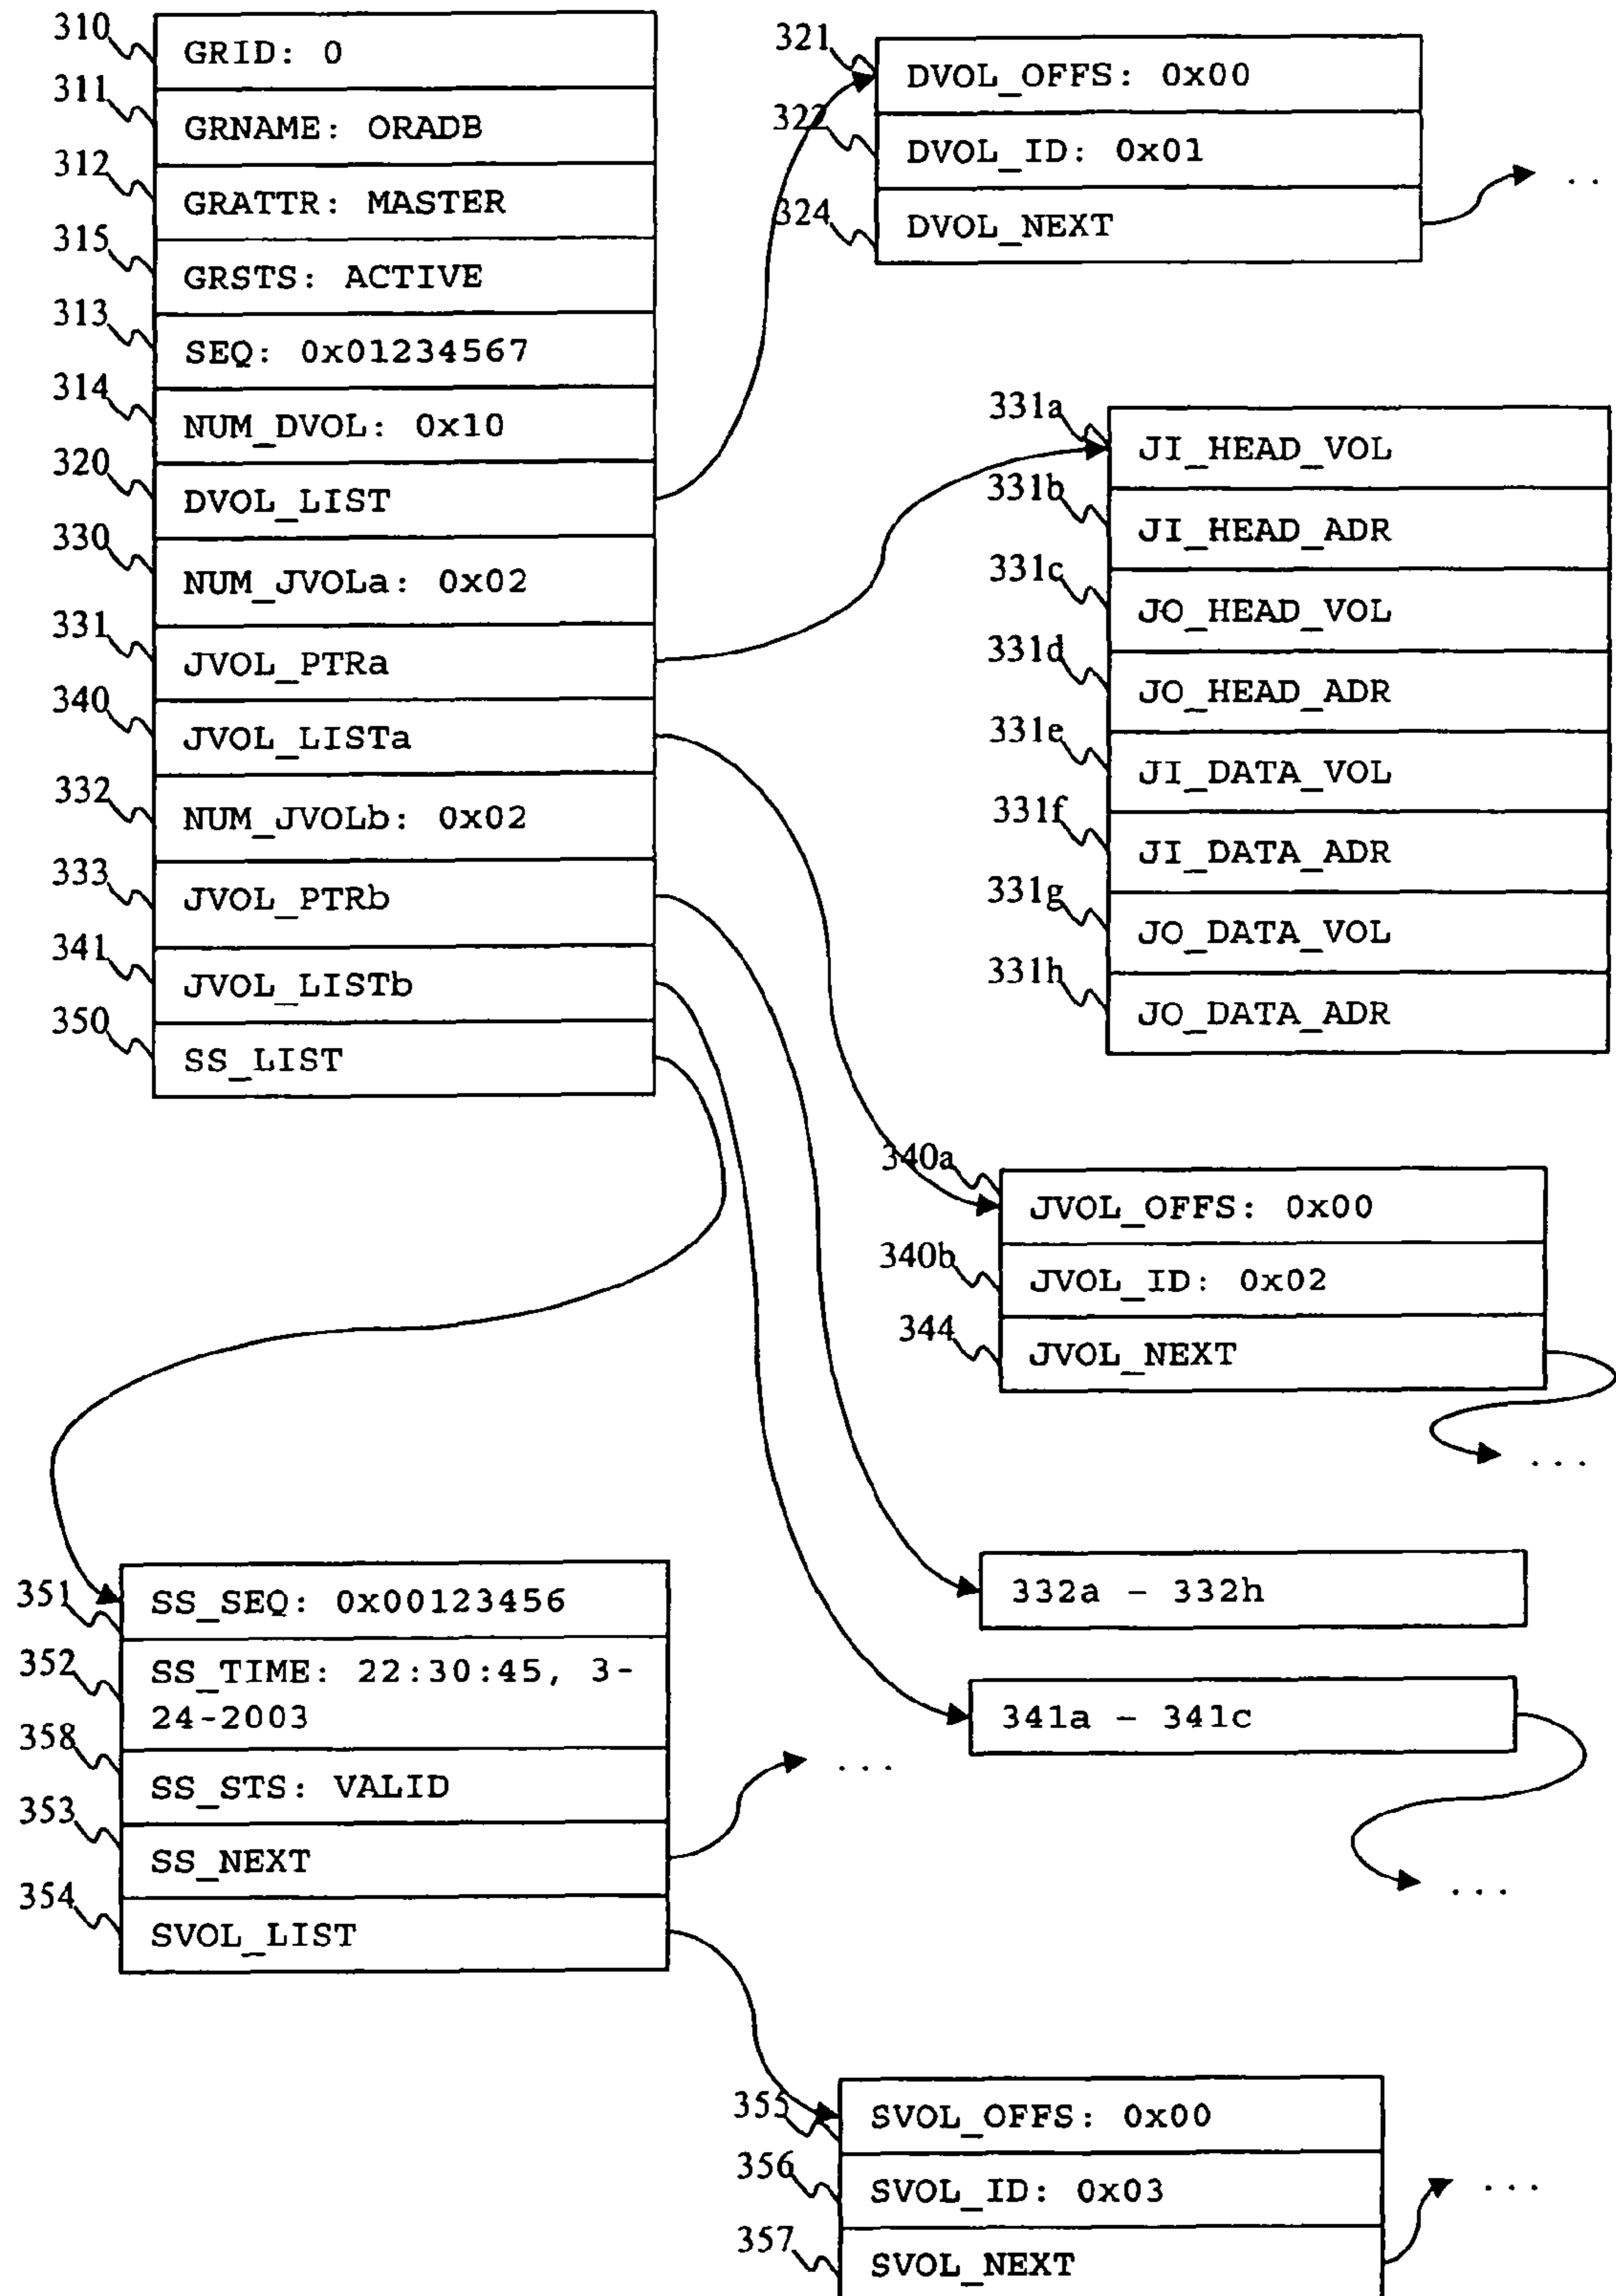 310
GRID: 0
311
GRNAME: ORADB
312
GRATTR: MASTER
315
GRSTS: ACTIVE
313
SEQ: 0x01234567
314
NUM_DVOL: 0x10
320
DVOL_LIST
330
NUM_JVOLa: 0x02
331
JVOL_PTRa
340
JVOL_LISTa
332
NUM_JVOLb: 0x02
333
JVOL_PTRb
341
JVOL_LISTb
350
SS_LIST
321
DVOL_OFFS: 0x00
322
DVOL_ID: 0x01
324
DVOL_NEXT
..
331a
JI_HEAD_VOL
331b
JI_HEAD_ADR
331c
JO_HEAD_VOL
331d
JO_HEAD_ADR
331e
JI_DATA_VOL
331f
JI_DATA_ADR
331g
JO_DATA_VOL
331h
JO_DATA_ADR
340a
JVOL_OFFS: 0x00
340b
JVOL_ID: 0x02
344
JVOL_NEXT
...
332a - 332h
341a - 341c
...
351
SS_SEQ: 0x00123456
352
SS_TIME: 22:30:45, 3-
24-2003
358
SS_STS: VALID
353
SS_NEXT
...
354
SVOL_LIST
355
SVOL_OFFS: 0x00
356
SVOL_ID: 0x03
357
SVOL_NEXT
...